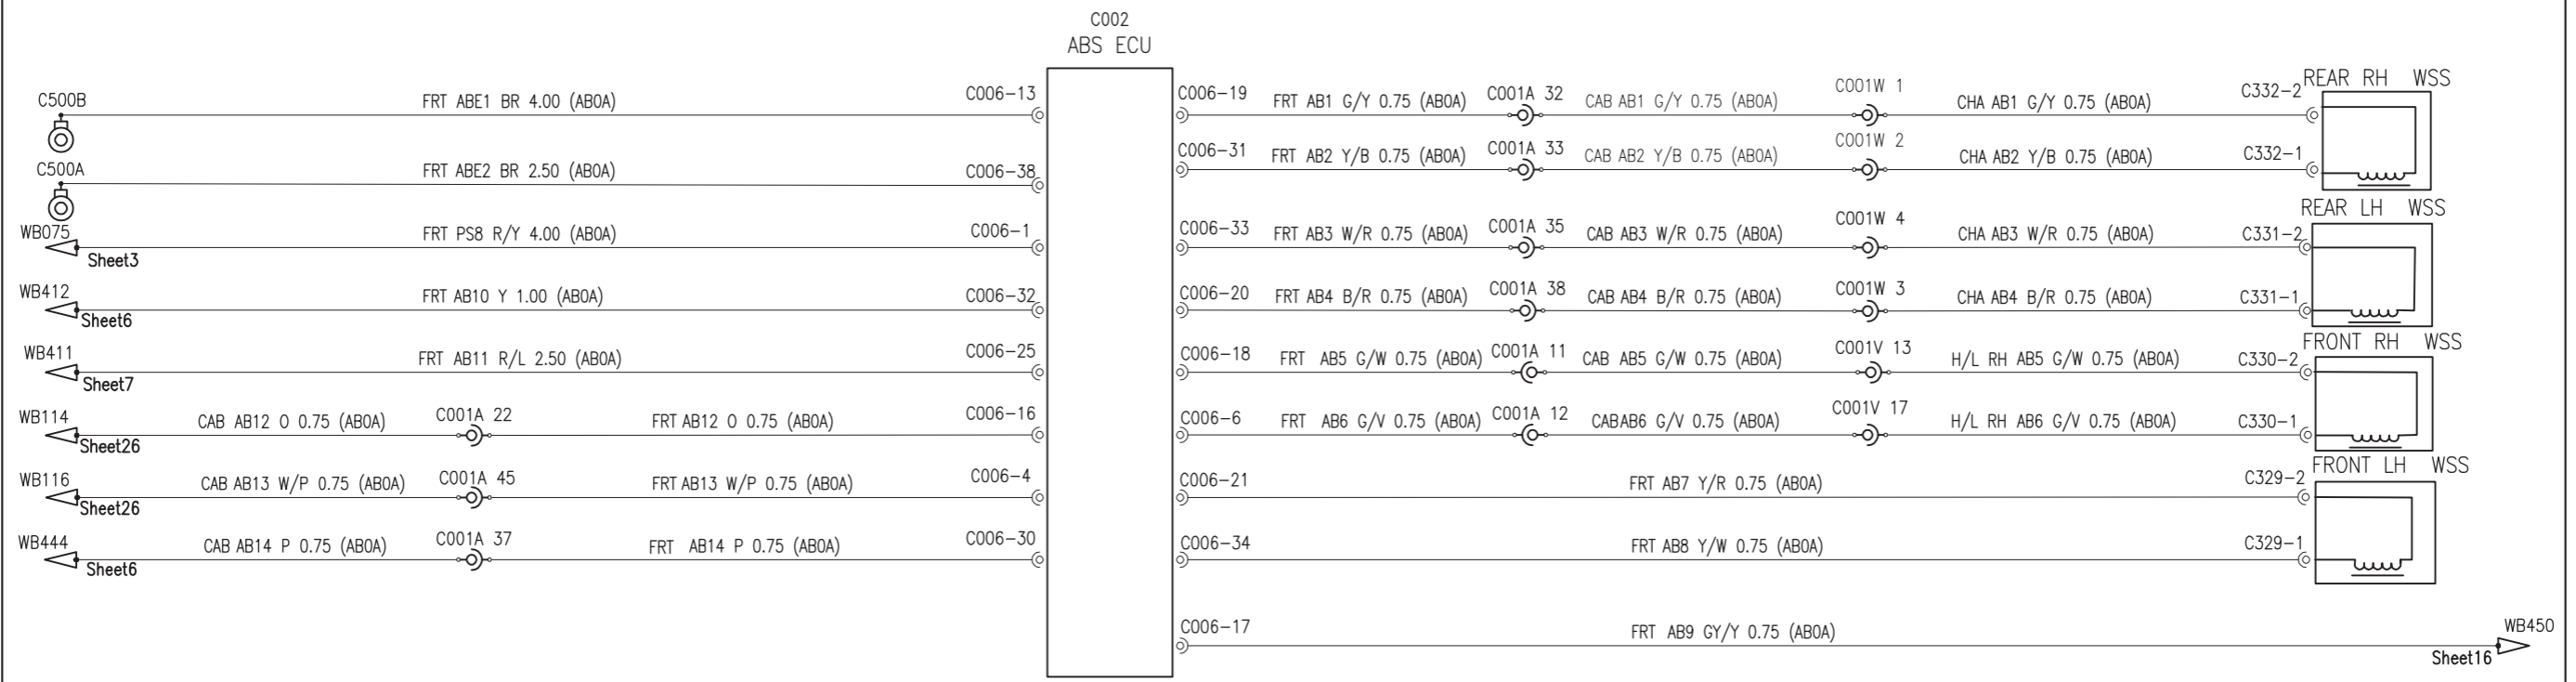 C002
ABS ECU
C500B FRT ABE1 BR 4.00 (AB0A) C006-13
C500A FRT ABE2 BR 2.50 (AB0A) C006-38
WB075 FRT PS8 R/Y 4.00 (AB0A) C006-1
Sheet3
WB412 FRT AB10 Y 1.00 (AB0A) C006-32
Sheet6
WB411 FRT AB11 R/L 2.50 (AB0A) C006-25
Sheet7
WB114 CAB AB12 O 0.75 (AB0A) C001A 22 FRT AB12 O 0.75 (AB0A) C006-16
Sheet26
WB116 CAB AB13 W/P 0.75 (AB0A) C001A 45 FRT AB13 W/P 0.75 (AB0A) C006-4
Sheet26
WB444 CAB AB14 P 0.75 (AB0A) C001A 37 FRT AB14 P 0.75 (AB0A) C006-30
Sheet6
REAR RH WSS
C006-19 FRT AB1 G/Y 0.75 (AB0A) C001A 32 CAB AB1 G/Y 0.75 (AB0A) C001W 1 CHA AB1 G/Y 0.75 (AB0A) C332-2
C006-31 FRT AB2 Y/B 0.75 (AB0A) C001A 33 CAB AB2 Y/B 0.75 (AB0A) C001W 2 CHA AB2 Y/B 0.75 (AB0A) C332-1
REAR LH WSS
C006-33 FRT AB3 W/R 0.75 (AB0A) C001A 35 CAB AB3 W/R 0.75 (AB0A) C001W 4 CHA AB3 W/R 0.75 (AB0A) C331-2
C006-20 FRT AB4 B/R 0.75 (AB0A) C001A 38 CAB AB4 B/R 0.75 (AB0A) C001W 3 CHA AB4 B/R 0.75 (AB0A) C331-1
FRONT RH WSS
C006-18 FRT AB5 G/W 0.75 (AB0A) C001A 11 CAB AB5 G/W 0.75 (AB0A) C001V 13 H/L RH AB5 G/W 0.75 (AB0A) C330-2
C006-6 FRT AB6 G/V 0.75 (AB0A) C001A 12 CABAB6 G/V 0.75 (AB0A) C001V 17 H/L RH AB6 G/V 0.75 (AB0A) C330-1
FRONT LH WSS
C006-21 FRT AB7 Y/R 0.75 (AB0A) C329-2
C006-34 FRT AB8 Y/W 0.75 (AB0A) C329-1
C006-17 FRT AB9 GY/Y 0.75 (AB0A) WB450
Sheet16